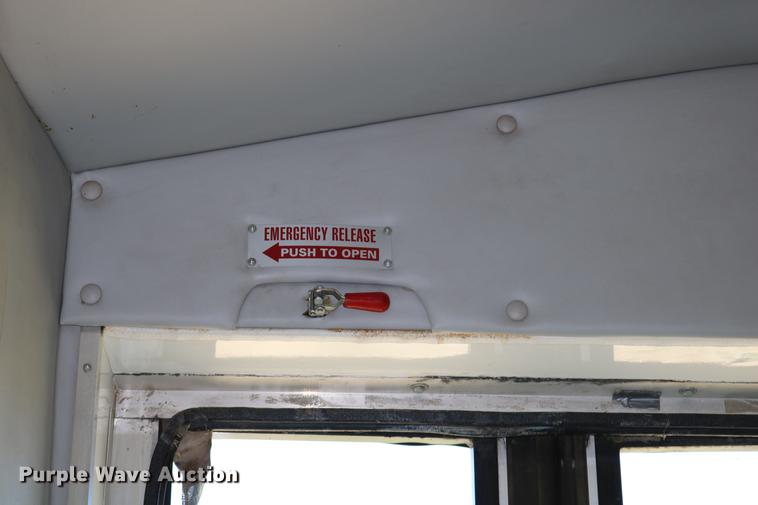 EMERGENCY RELEASE
PUSH TO OPEN
Purple Wave Auction